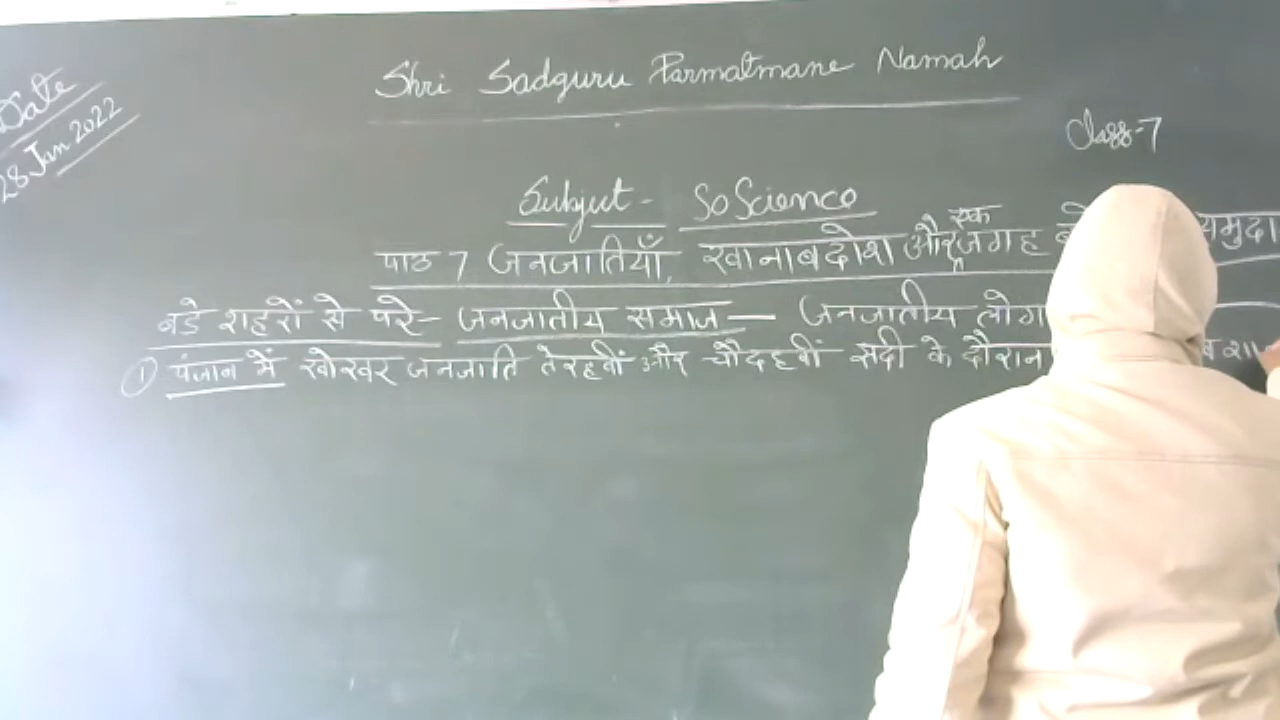 Shri Sadguru Parmatmane Namah
Date
28 Jan 2022
Class-7
Subject - So Science
पाठ 7 जनजातियाँ, खानाबदोश और एक जगह समुदा
बडे शहरों से परे - जनजातीय समाज — जनजातीय लोग
① पंजाब में खोखर जनजाति तेरहवीं और चौदहवीं सदी के दौरान